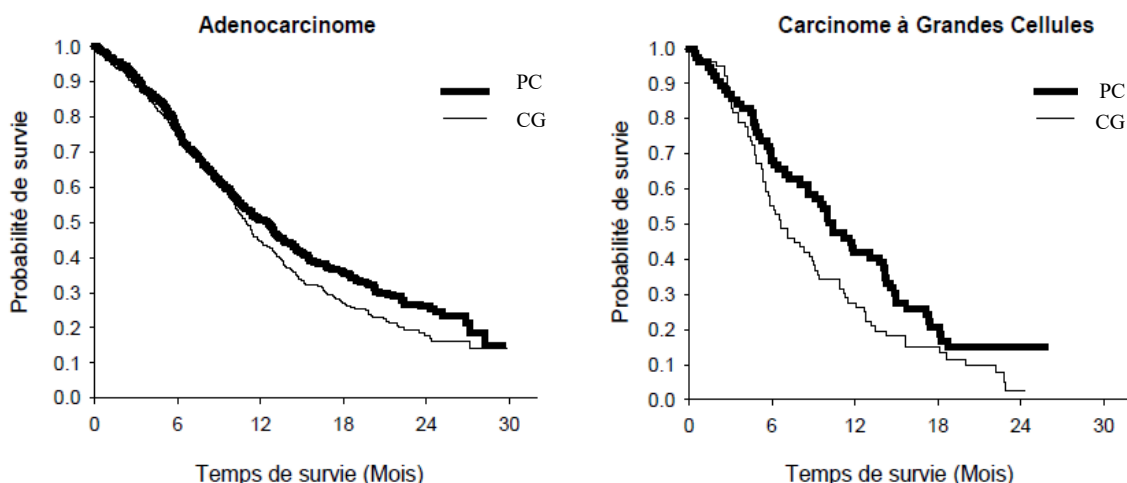 Adenocarcinome
Probabilité de survie
1.0
0.9
0.8
0.7
0.6
0.5
0.4
0.3
0.2
0.1
0.0
PC
CG
0 6 12 18 24 30
Temps de survie (Mois)
Carcinome à Grandes Cellules
Probabilité de survie
1.0
0.9
0.8
0.7
0.6
0.5
0.4
0.3
0.2
0.1
0.0
PC
CG
0 6 12 18 24 30
Temps de survie (Mois)